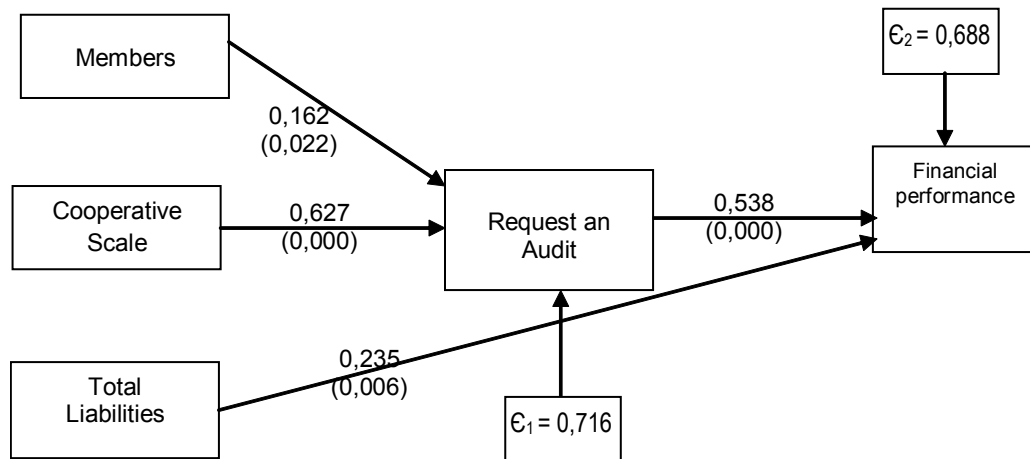 Members
Є₂ = 0,688
0,162
(0,022)
Financial
performance
Cooperative
Scale
0,627
(0,000)
Request an
Audit
0,538
(0,000)
Total
Liabilities
0,235
(0,006)
Є₁ = 0,716